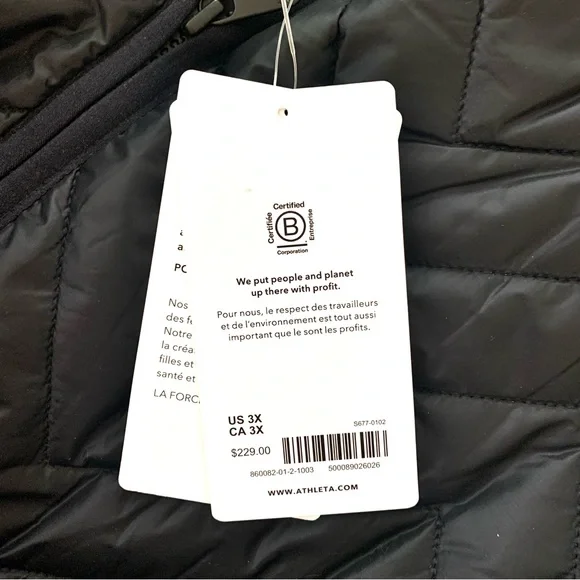 Certified
Certifiée
B
Entreprise
Corporation
We put people and planet
up there with profit.
Pour nous, le respect des travailleurs
et de l'environnement est tout aussi
important que le sont les profits.
PO
Nos
des
Notre
la
filles et
santé et
LA
US 3X
CA 3X
$229.00
S677-0102
860082-01-2-1003 500089026026
WWW.ATHLETA.COM